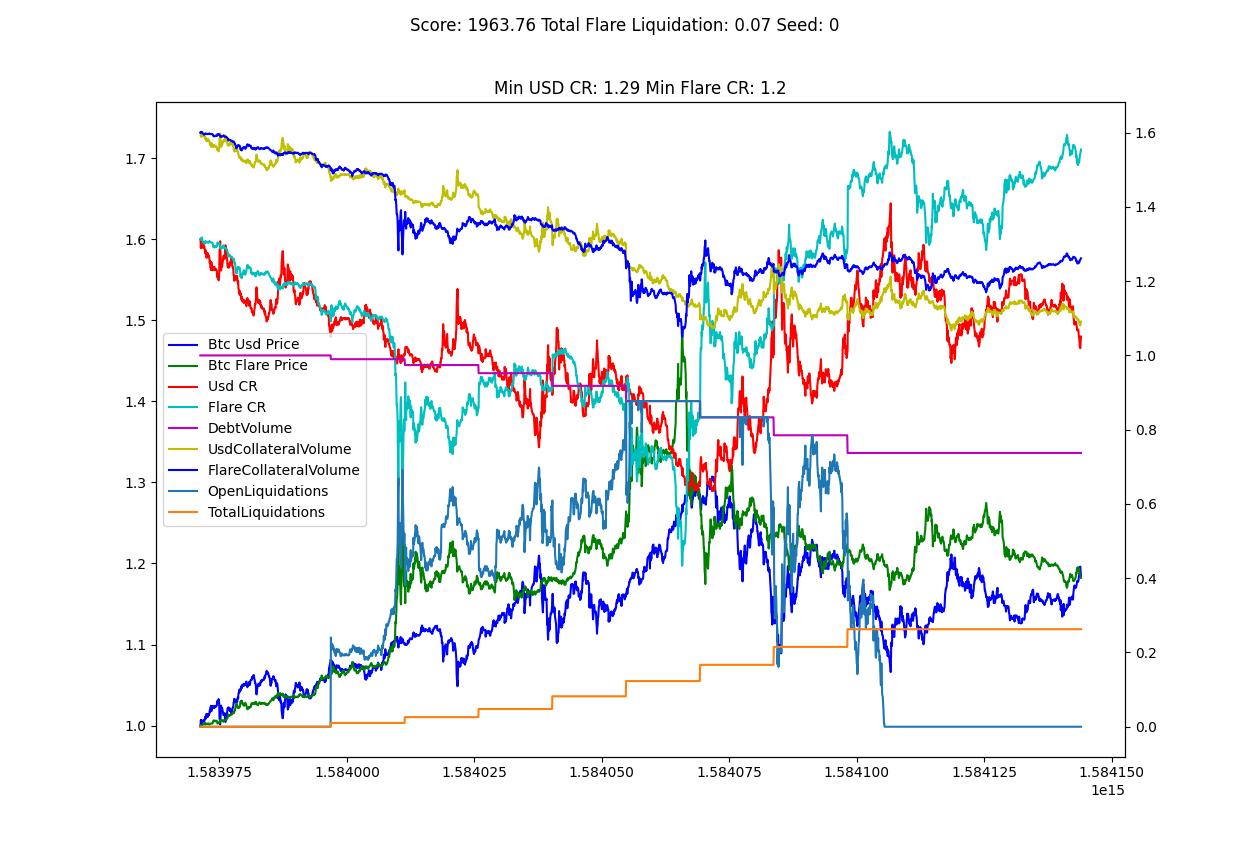 Score: 1963.76 Total Flare Liquidation: 0.07 Seed: 0
Min USD CR: 1.29 Min Flare CR: 1.2
1.7
1.6
1.5
1.4
1.3
1.2
1.1
1.0
1.6
1.4
1.2
1.0
0.8
0.6
0.4
0.2
0.0
Btc Usd Price
Btc Flare Price
Usd CR
Flare CR
DebtVolume
UsdCollateralVolume
FlareCollateralVolume
OpenLiquidations
TotalLiquidations
1.583975 1.584000 1.584025 1.584050 1.584075 1.584100 1.584125 1.584150
1e15